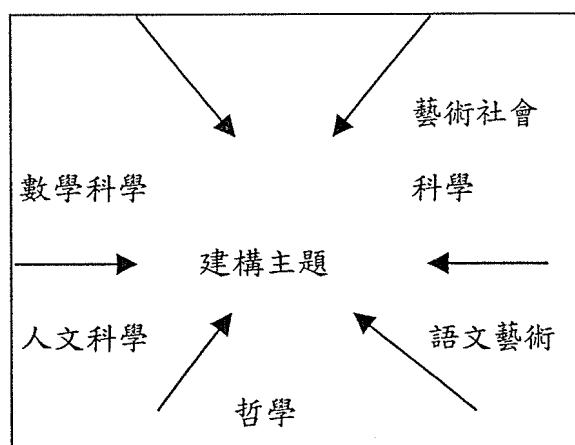 藝術社會
數學科學
科學
建構主題
人文科學
語文藝術
哲學